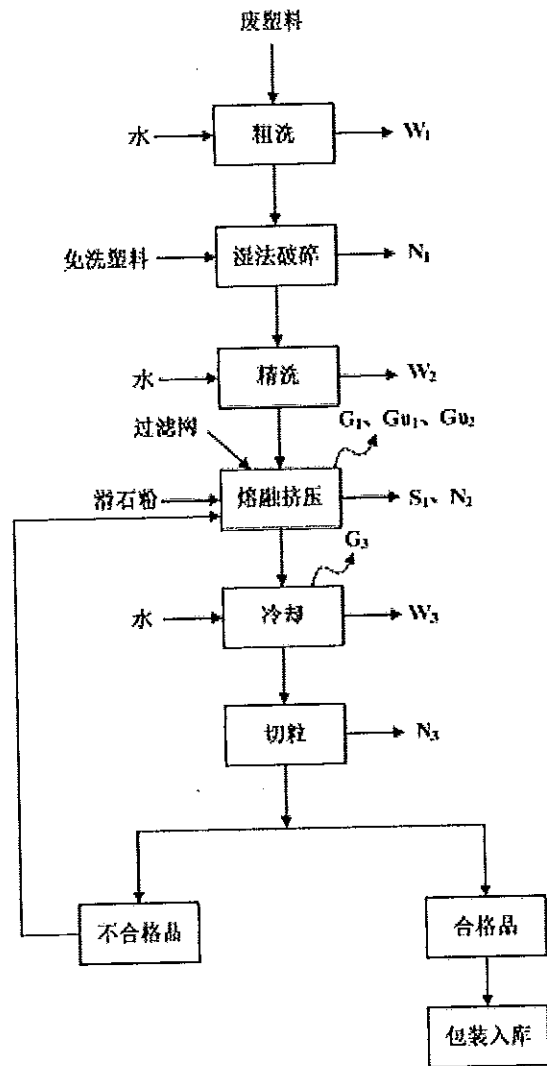 废塑料
水 粗洗 W₁
免洗塑料 湿法破碎 N₁
水 精洗 W₂
过滤网 G₁、Gu₁、Gu₂
滑石粉 熔融挤压 S₁、N₂
G₃
水 冷却 W₃
切粒 N₃
不合格品 合格品
包装入库